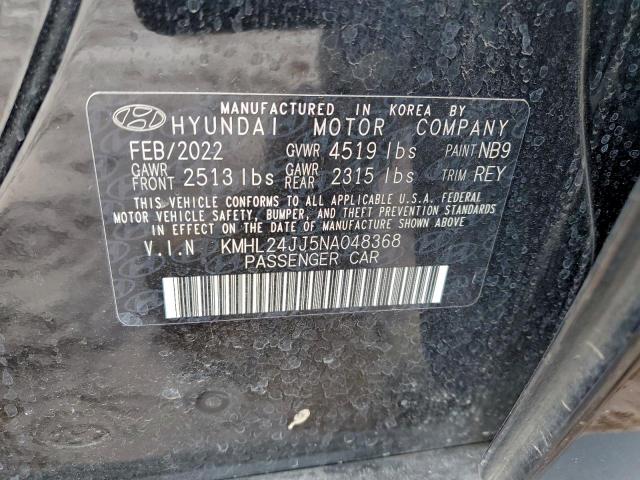 MANUFACTURED IN KOREA BY
HYUNDAI MOTOR COMPANY
FEB/2022 GVWR 4519 lbs PAINT NB9
GAWR FRONT 2513 lbs GAWR REAR 2315 lbs TRIM REY
THIS VEHICLE CONFORMS TO ALL APPLICABLE U.S.A. FEDERAL
MOTOR VEHICLE SAFETY, BUMPER, AND THEFT PREVENTION STANDARDS
IN EFFECT ON THE DATE OF MANUFACTURE SHOWN ABOVE
V.I.N KMHL24JJ5NA048368
PASSENGER CAR